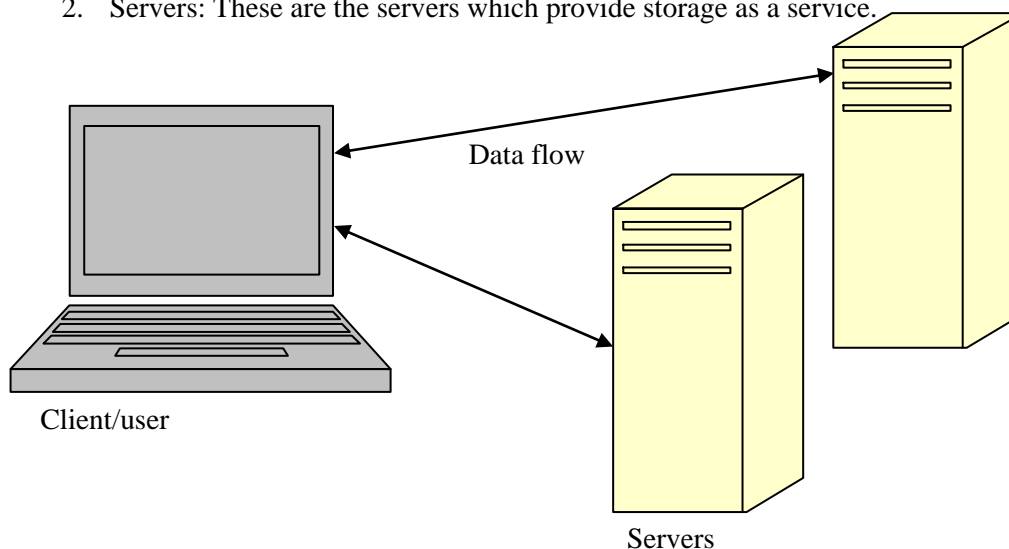 2. Servers: These are the servers which provide storage as a service.
Data flow
Client/user
Servers